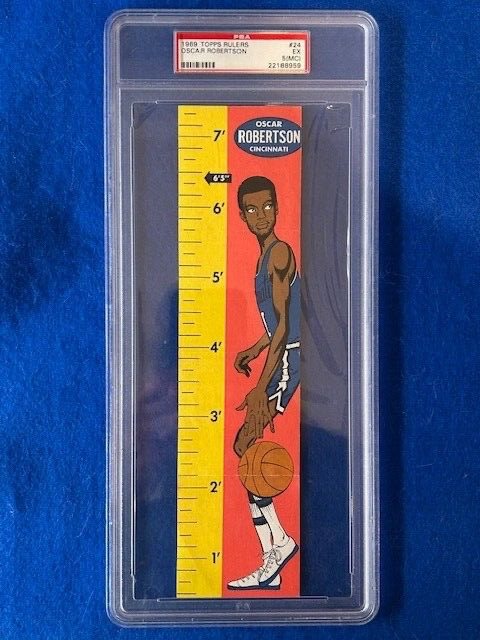 PSA
1969 TOPPS RULERS #24
OSCAR ROBERTSON EX
5(MC)
22188959
OSCAR
ROBERTSON
CINCINNATI
7'
6'5"
6'
5'
4'
3'
2'
1'